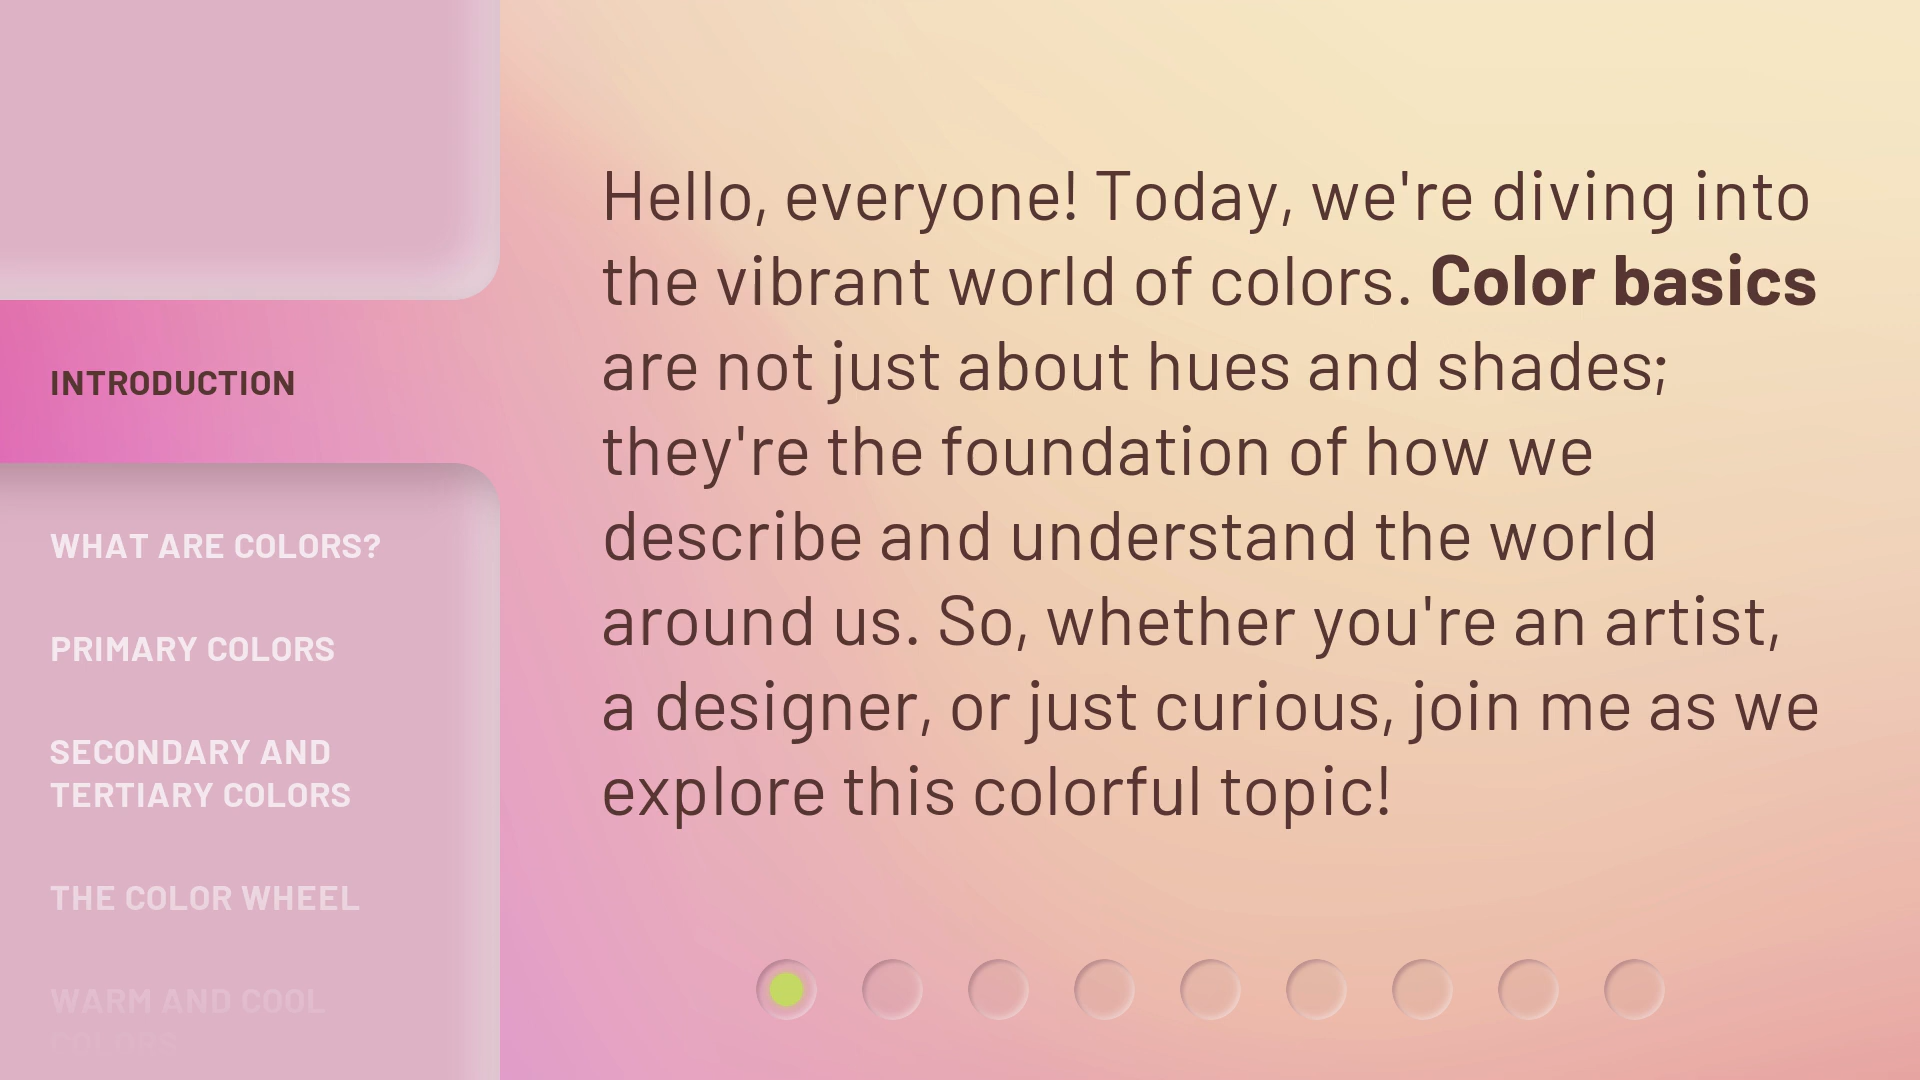 INTRODUCTION
WHAT ARE COLORS?
PRIMARY COLORS
SECONDARY AND
TERTIARY COLORS
THE COLOR WHEEL
WARM AND COOL
COLORS
Hello, everyone! Today, we're diving into
the vibrant world of colors. Color basics
are not just about hues and shades;
they're the foundation of how we
describe and understand the world
around us. So, whether you're an artist,
a designer, or just curious, join me as we
explore this colorful topic!